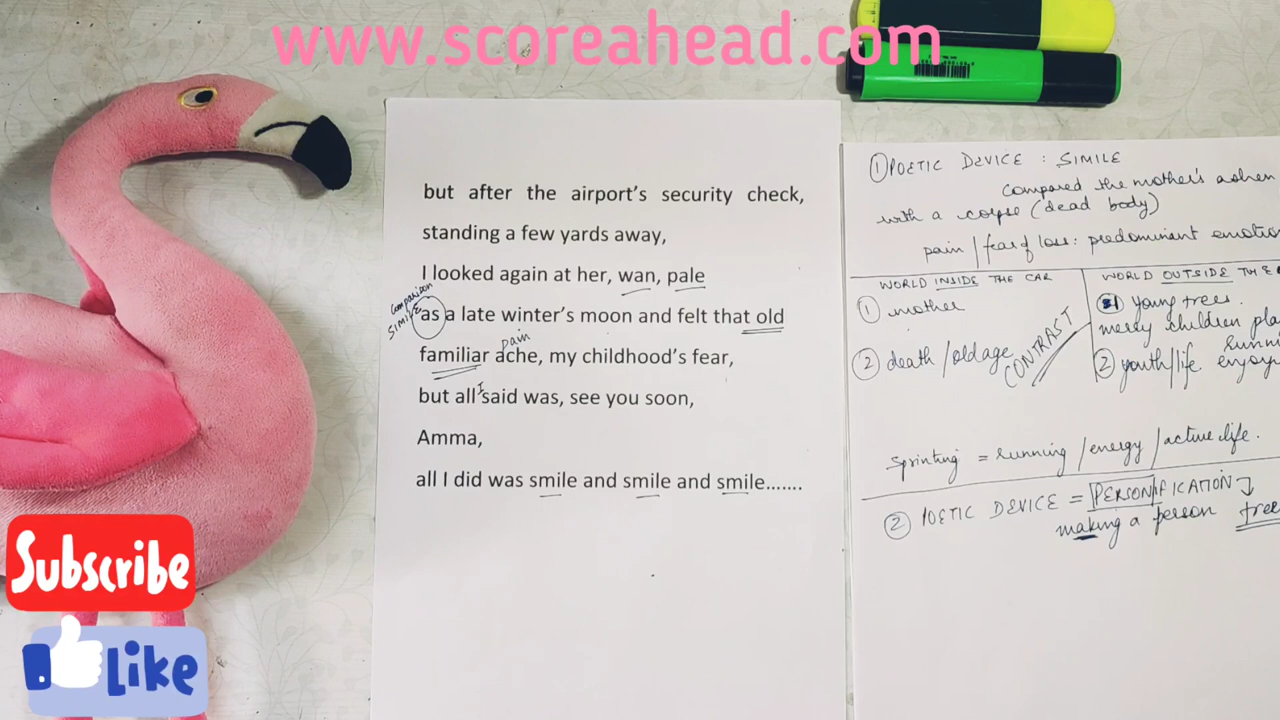 www.scoreahead.com
but after the airport's security check,
standing a few yards away,
I looked again at her, wan, pale
Comparison
SIMILE
as a late winter's moon and felt that old
pain
familiar ache, my childhood's fear,
but all I said was, see you soon,
Amma,
all I did was smile and smile and smile.......
① POETIC DEVICE : SIMILE
Compared the mother's ashen
with a corpse (dead body)
pain / fear of loss: predominant emotion
WORLD INSIDE THE CAR
① mother
② death / oldage
CONTRAST
WORLD OUTSIDE THE
① young trees.
merry children
② youth/life enjoy
Sprinting = running / energy / active life.
② POETIC DEVICE = PERSONIFICATION
making a person tree
Subscribe
Like